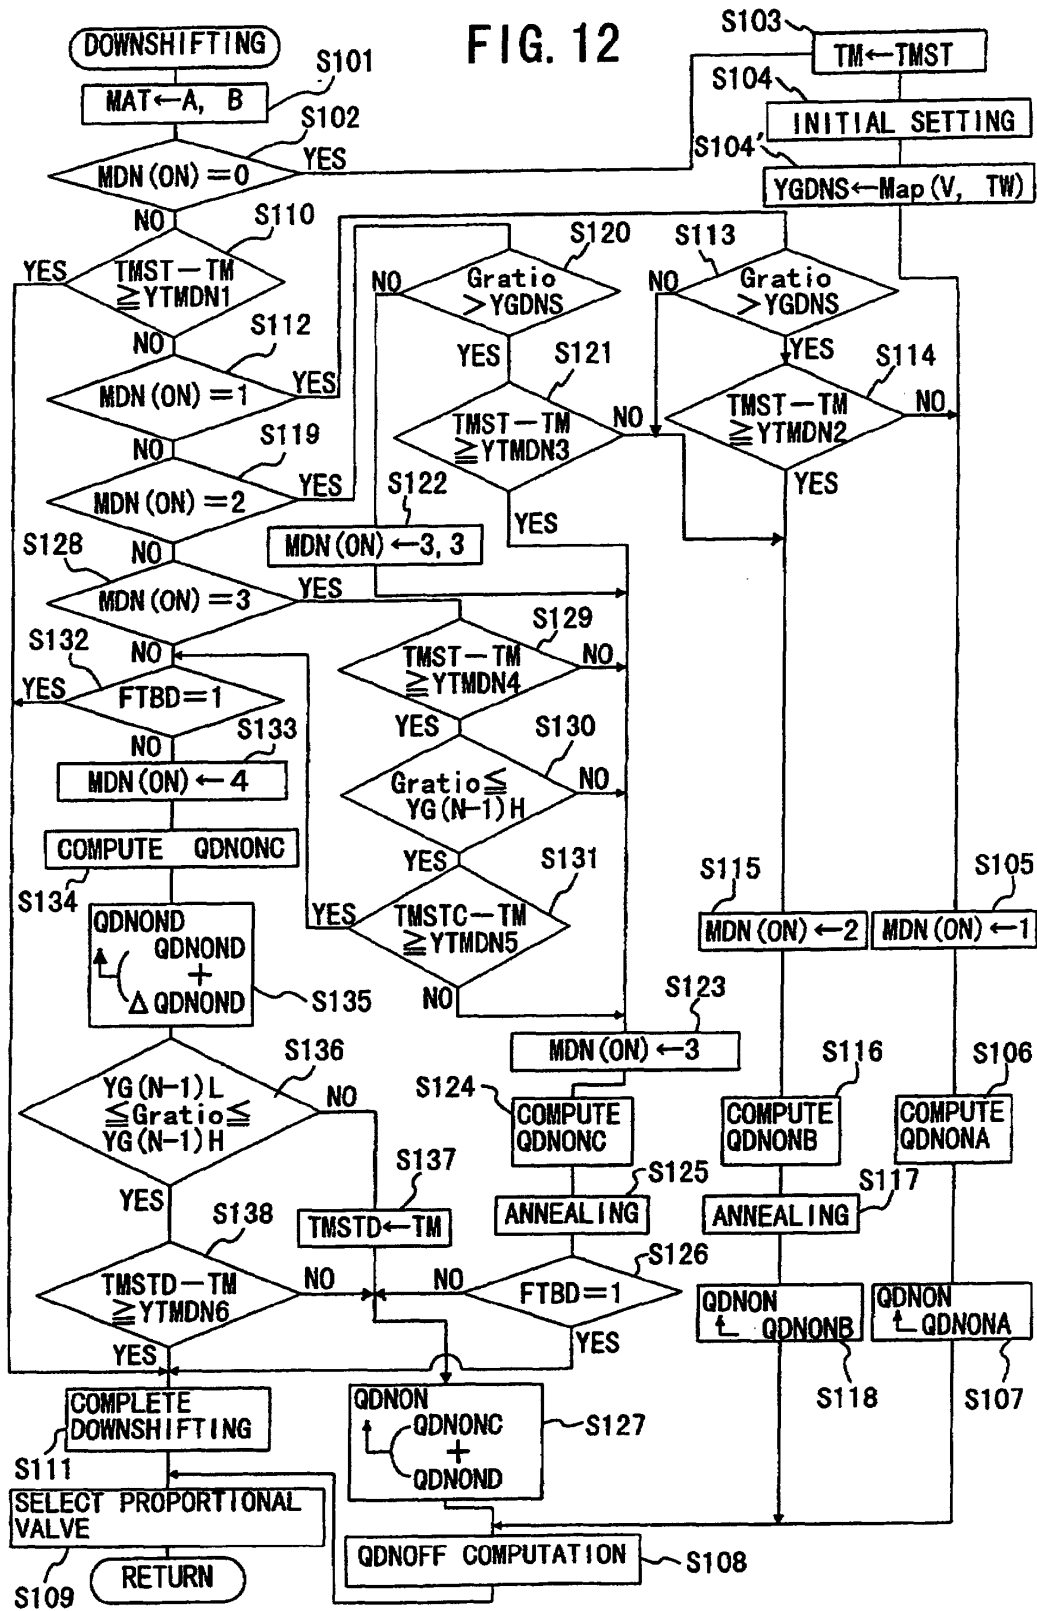 FIG. 12
DOWNSHIFTING
S101
MAT←A, B
S102
MDN(ON)=0
YES
NO
S103
TM←TMST
S104
INITIAL SETTING
S104'
YGDNS←Map(V, TW)
S110
TMST-TM
≧YTMDN1
YES
NO
S112
MDN(ON)=1
YES
NO
S119
MDN(ON)=2
YES
NO
S128
MDN(ON)=3
YES
NO
S120
Gratio
>YGDNS
NO
YES
S113
Gratio
>YGDNS
NO
YES
S121
TMST-TM
≧YTMDN3
NO
YES
S114
TMST-TM
≧YTMDN2
NO
YES
S122
MDN(ON)←3, 3
S129
TMST-TM
≧YTMDN4
NO
YES
S132
FTBD=1
YES
NO
S133
MDN(ON)←4
S130
Gratio≦
YG(N-1)H
NO
YES
COMPUTE QDNONC
S134
S131
TMSTC-TM
≧YTMDN5
YES
NO
QDNOND
QDNOND
+
ΔQDNOND
S135
S115
MDN(ON)←2
S105
MDN(ON)←1
S123
MDN(ON)←3
S136
YG(N-1)L
≦Gratio≦
YG(N-1)H
NO
YES
S124
COMPUTE
QDNONC
S116
COMPUTE
QDNONB
S106
COMPUTE
QDNONA
S137
TMSTD←TM
S125
ANNEALING
S117
ANNEALING
S138
TMSTD-TM
≧YTMDN6
NO
YES
S126
FTBD=1
NO
YES
QDNON
QDNONB
S118
QDNON
QDNONA
S107
COMPLETE
DOWNSHIFTING
S111
QDNON
QDNONC
+
QDNOND
S127
SELECT PROPORTIONAL
VALVE
S109
QDNOFF COMPUTATION
S108
RETURN